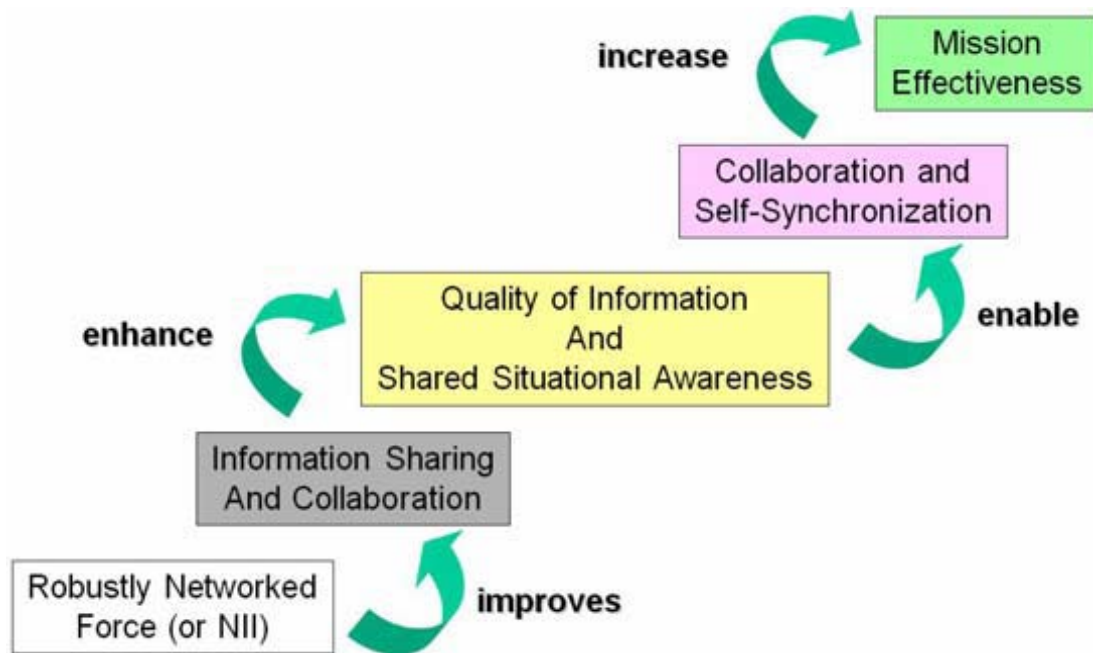 increase
Mission
Effectiveness
Collaboration and
Self-Synchronization
enhance
Quality of Information
And
Shared Situational Awareness
enable
Information Sharing
And Collaboration
Robustly Networked
Force (or NII)
improves